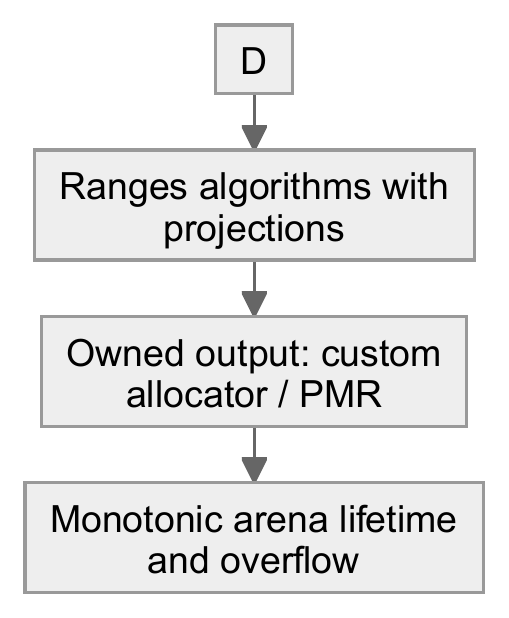 D
Ranges algorithms with
projections
Owned output: custom
allocator / PMR
Monotonic arena lifetime
and overflow